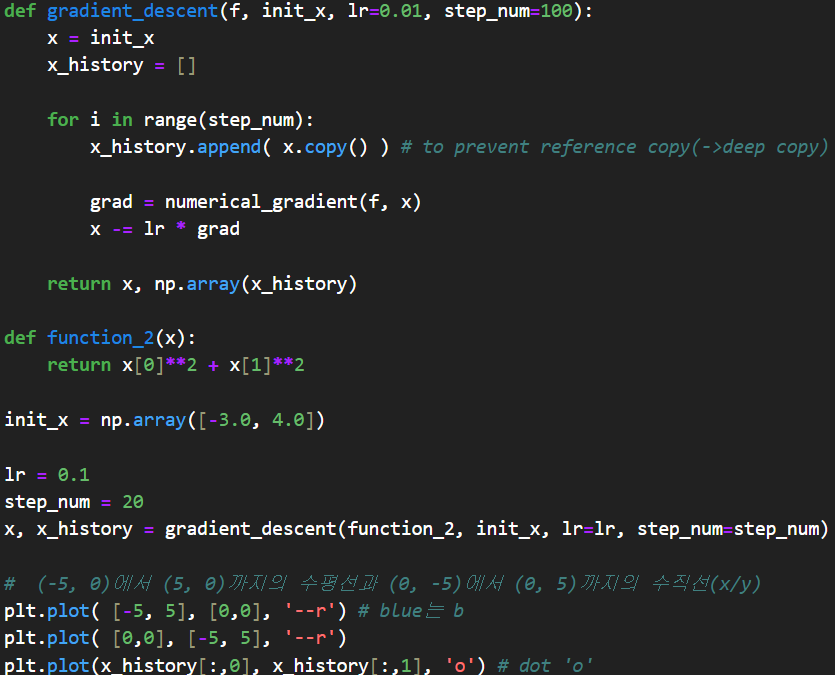 def gradient_descent(f, init_x, lr=0.01, step_num=100):
    x = init_x
    x_history = []

    for i in range(step_num):
        x_history.append( x.copy() ) # to prevent reference copy(->deep copy)

        grad = numerical_gradient(f, x)
        x -= lr * grad

    return x, np.array(x_history)

def function_2(x):
    return x[0]**2 + x[1]**2

init_x = np.array([-3.0, 4.0])

lr = 0.1
step_num = 20
x, x_history = gradient_descent(function_2, init_x, lr=lr, step_num=step_num)

#  (-5, 0)에서 (5, 0)까지의 수평선과 (0, -5)에서 (0, 5)까지의 수직선(x/y)
plt.plot( [-5, 5], [0,0], '--r') # blue는 b
plt.plot( [0,0], [-5, 5], '--r')
plt.plot(x_history[:,0], x_history[:,1], 'o') # dot 'o'